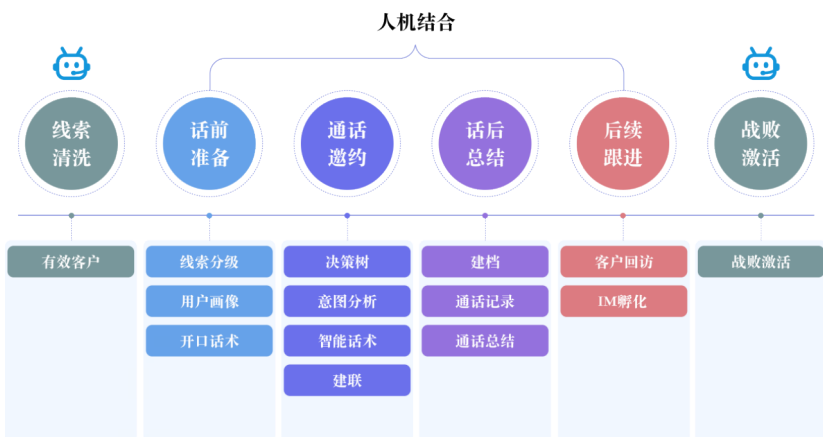 人机结合
线索
清洗
话前
准备
通话
邀约
话后
总结
后续
跟进
战败
激活
有效客户
线索分级
用户画像
开口话术
决策树
意图分析
智能话术
建联
建档
通话记录
通话总结
客户回访
IM孵化
战败激活